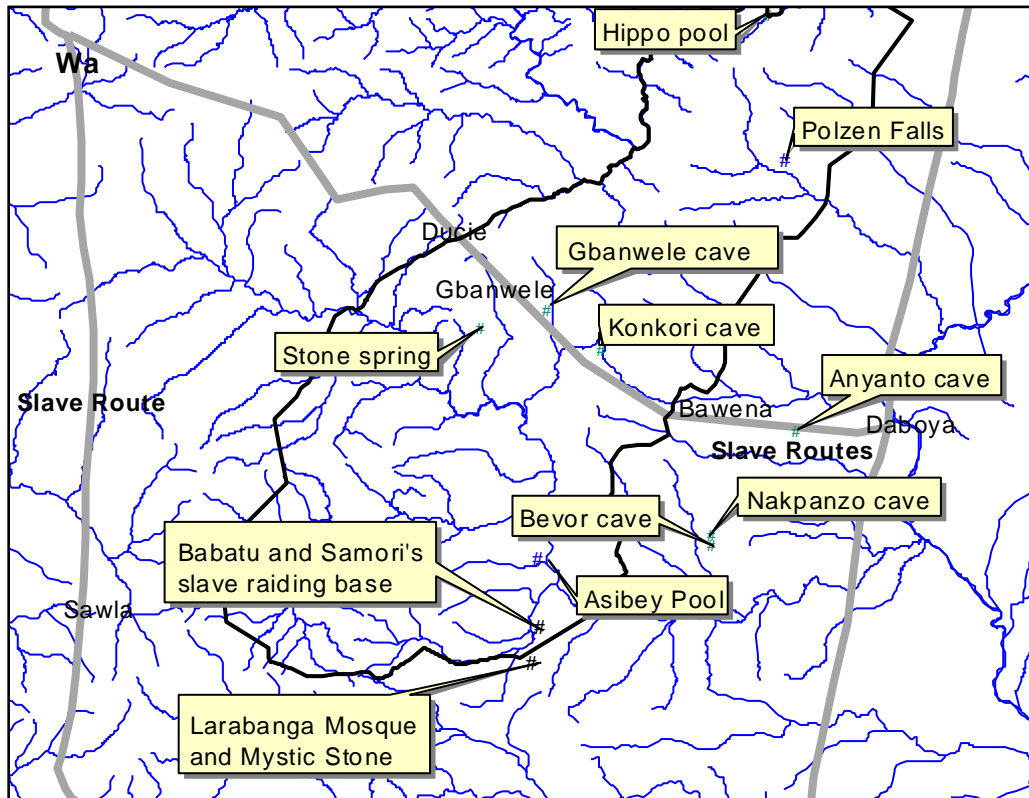 Hippo pool
Wa
Polzen Falls
Ducie
Gbanwele cave
Gbanwele
Konkori cave
Stone spring
Anyanto cave
Slave Route
Bawena
Daboya
Slave Routes
Nakpanzo cave
Bevor cave
Babatu and Samori's
slave raiding base
Asibey Pool
Sawla
Larabanga Mosque
and Mystic Stone